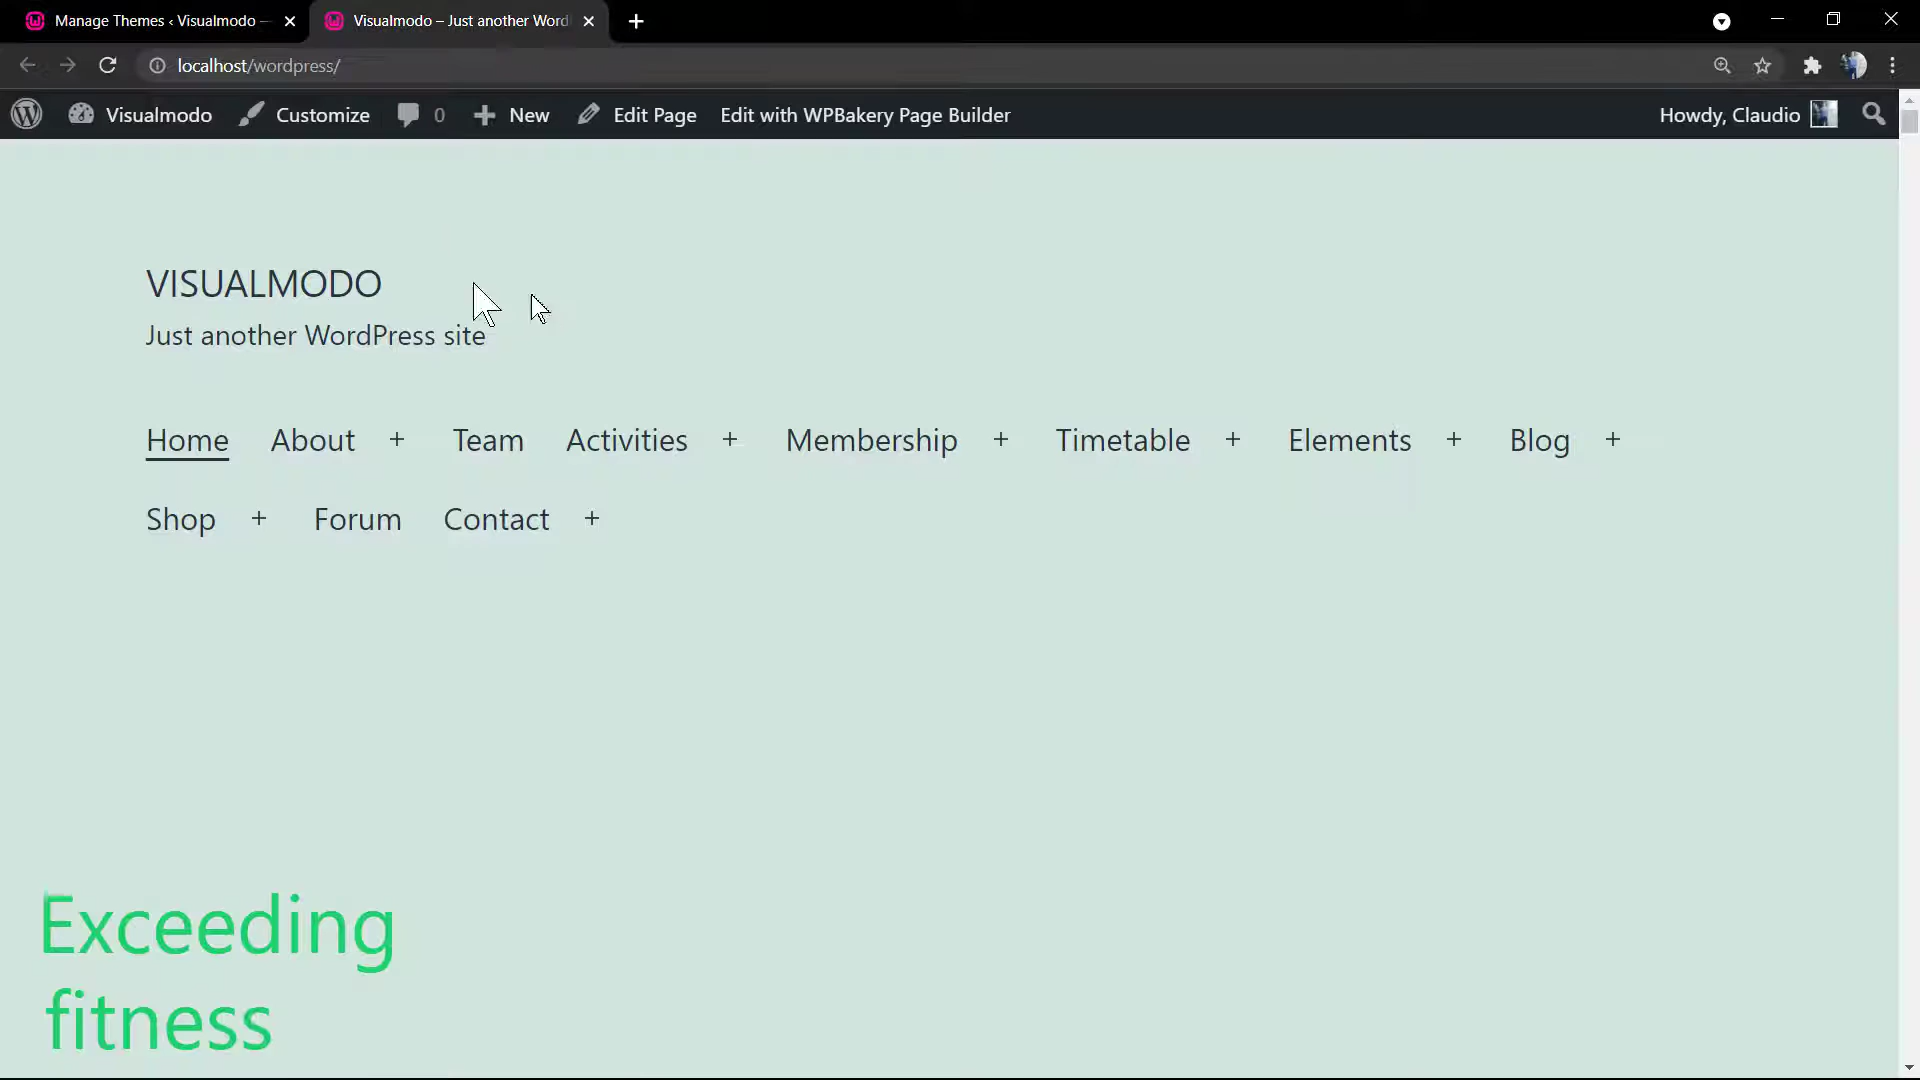 Manage Themes ‹ Visualmodo —
Visualmodo – Just another Word
localhost/wordpress/
Visualmodo Customize 0 New Edit Page Edit with WPBakery Page Builder Howdy, Claudio
VISUALMODO
Just another WordPress site
Home About + Team Activities + Membership + Timetable + Elements + Blog +
Shop + Forum Contact +
Exceeding
fitness